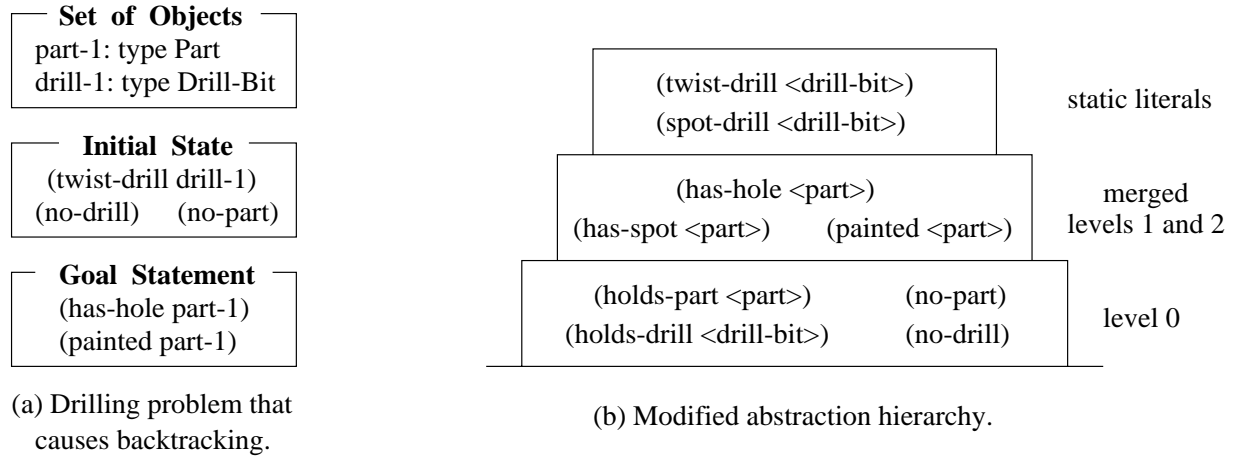 Set of Objects
part-1: type Part
drill-1: type Drill-Bit
Initial State
(twist-drill drill-1)
(no-drill) (no-part)
Goal Statement
(has-hole part-1)
(painted part-1)
(a) Drilling problem that
causes backtracking.
(twist-drill <drill-bit>)
(spot-drill <drill-bit>)
static literals
(has-hole <part>)
(has-spot <part>) (painted <part>)
merged
levels 1 and 2
(holds-part <part>) (no-part)
(holds-drill <drill-bit>) (no-drill)
level 0
(b) Modified abstraction hierarchy.